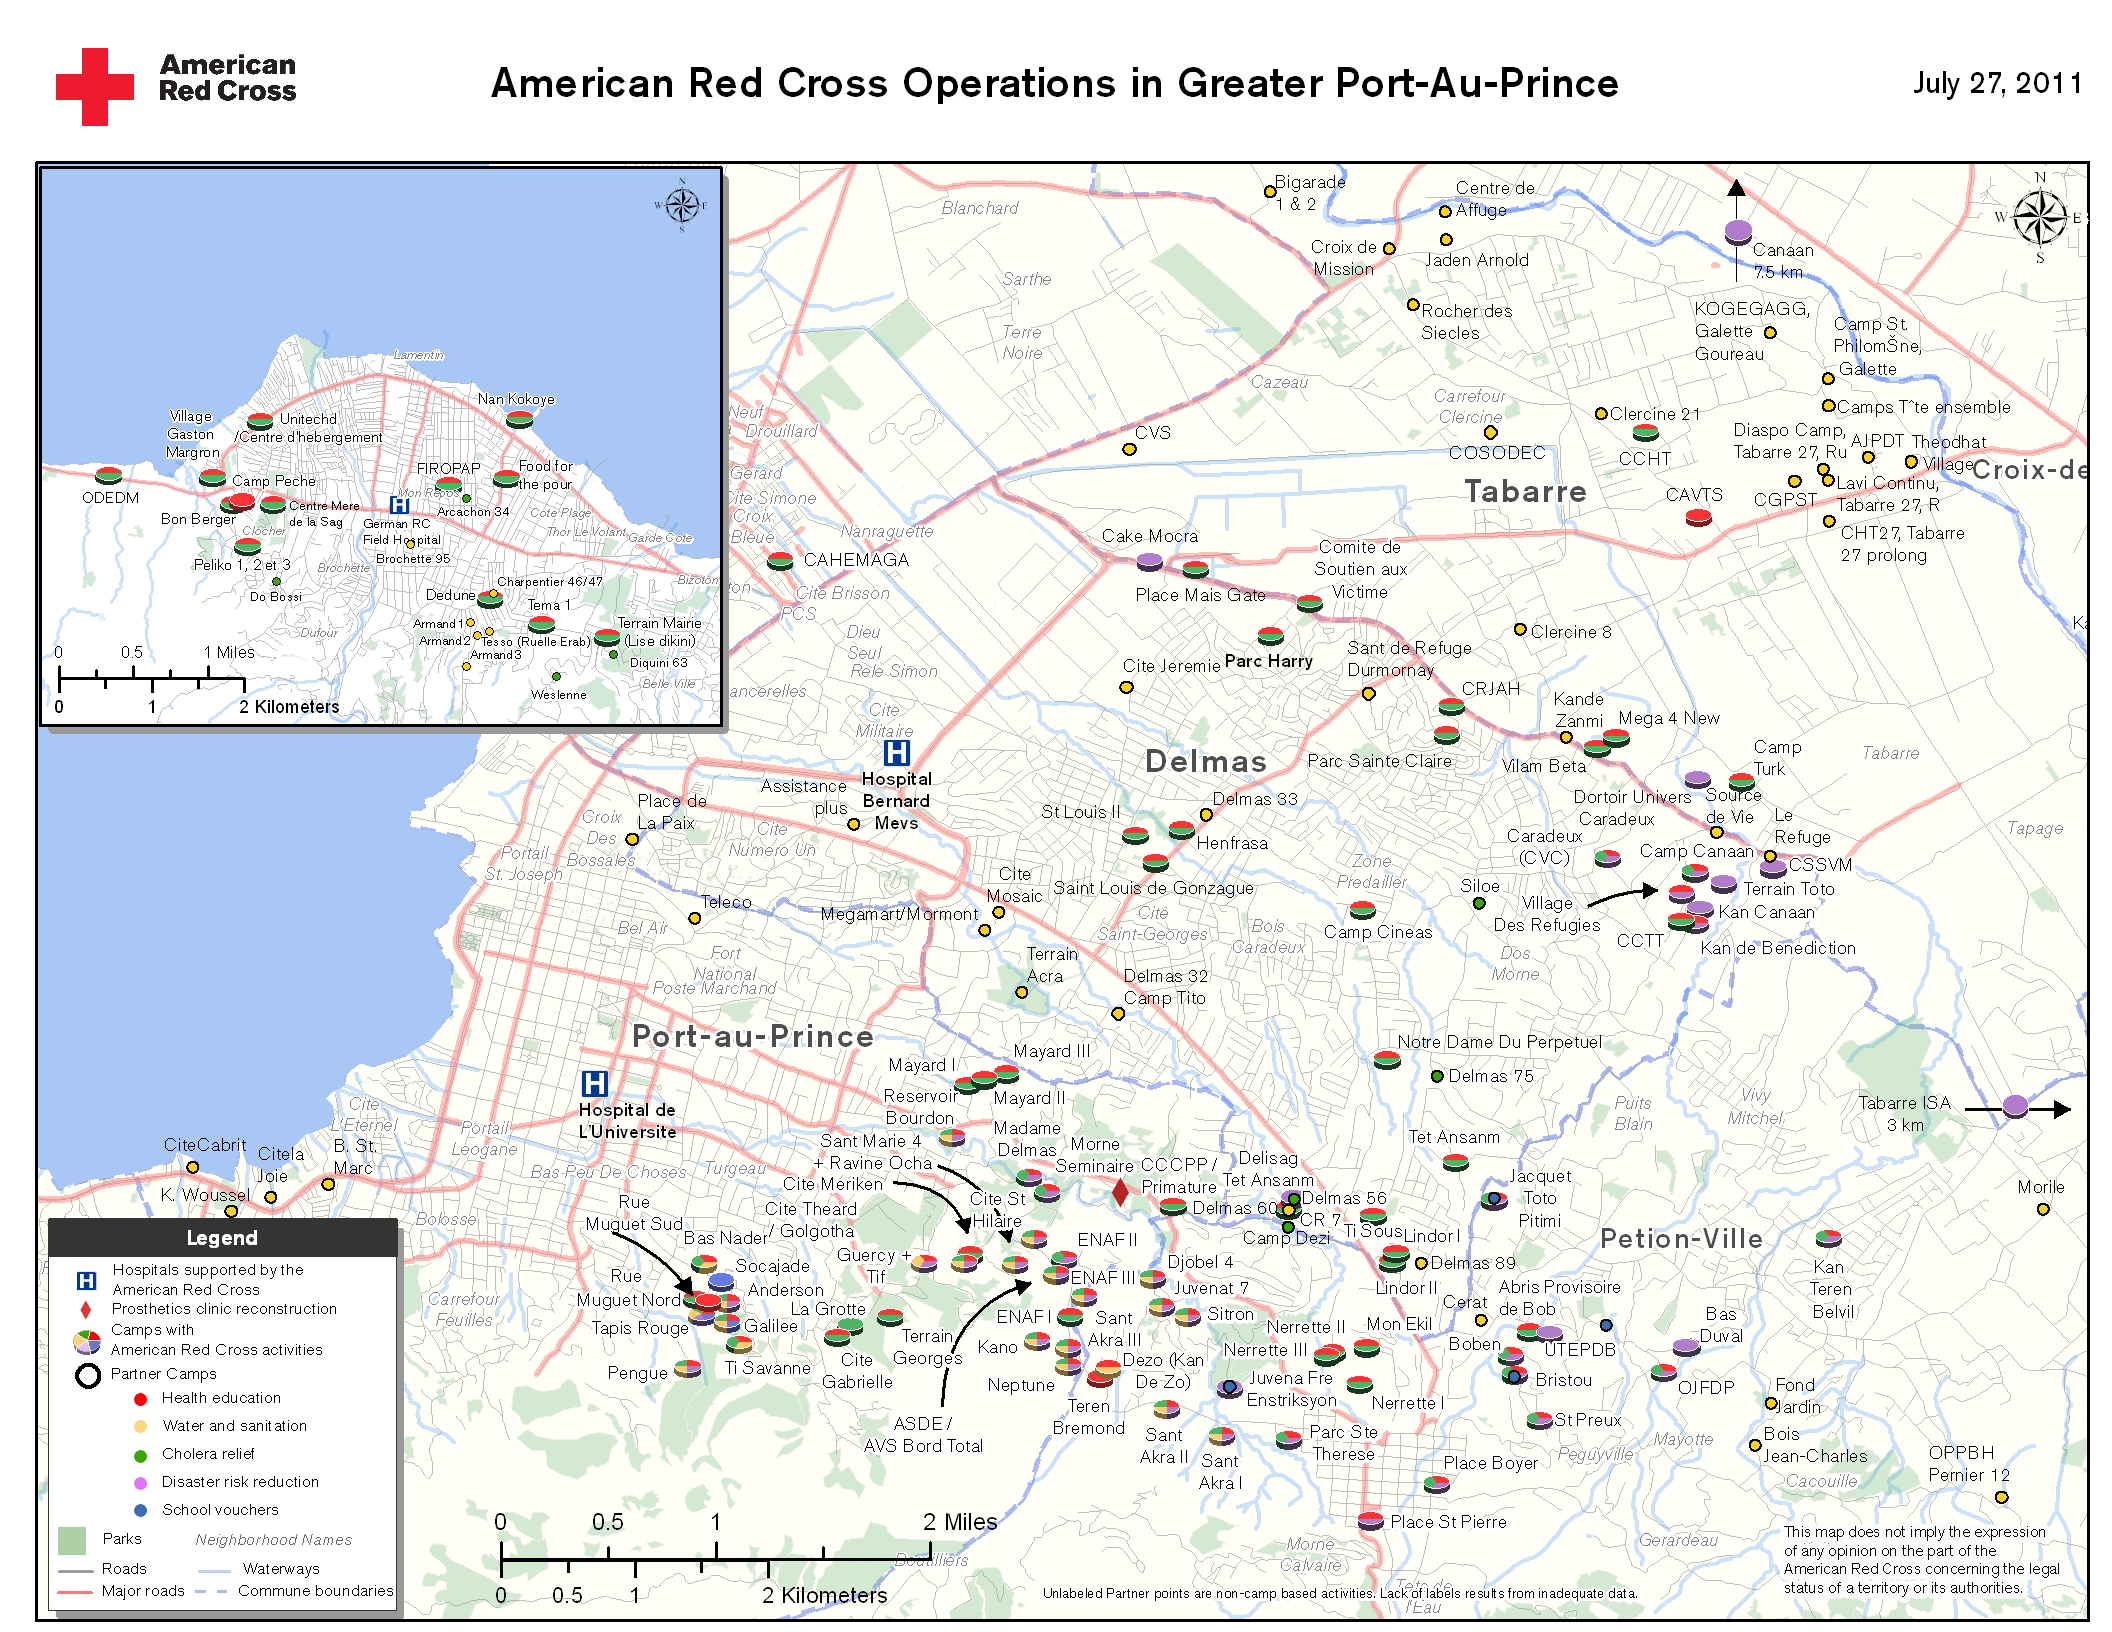 American
Red Cross
American Red Cross Operations in Greater Port-Au-Prince
July 27, 2011
N
W
E
S
Lamentin
Nan Kokoye
Village
Gaston
Margron
Unitechd
/Centre d'hebergement
ODEDM
Camp Peche
Bon Berger
Centre Mere
de la Sag
Clocher
FIROPAP
Mon Repos
Food for
the pour
Arcachon 34
Cote Plage
German RC
Field Hospital
Thor Le Volant
Garde Cote
Brochette 95
Brochette
Peliko 1, 2 et 3
Do Bossi
Bizoton
Charpentier 46/47
Dedune
Tema 1
Armand1
Armand2
Tesso (Ruelle Erab)
Armand3
Terrain Mairie
(Lise dikini)
Diquini 63
Dufour
Belle Ville
Weslenne
0 0.5 1 Miles
0 1 2 Kilometers
Blanchard
Bigarade
1 & 2
Centre de
Affuge
Croix de
Mission
Jaden Arnold
N
W
E
S
Canaan
7.5 km
Sarthe
Terre
Noire
Rocher des
Siecles
KOGEGAGG,
Galette
Goureau
Camp St.
PhilomŠne,
Galette
Cazeau
Carrefour
Clercine
Clercine 21
Camps Tˆte ensemble
Neuf
Drouillard
CVS
COSODEC
CCHT
Diaspo Camp,
Tabarre 27, Ru
AJPDT
Theodhat
Village
Croix-de
Gerard
Cite Simone
Croix
Bleue
Tabarre
CAVTS
CGPST
Lavi Continu,
Tabarre 27, R
CHT27, Tabarre
27 prolong
Nanraguette
Cake Mocra
CAHEMAGA
Comite de
Soutien aux
Victime
Place Mais Gate
ton
Cite Brisson
PCS
Dieu
Seul
Rele Simon
Parc Harry
Clercine 8
Cite Jeremie
Sant de Refuge
Durmornay
ancerelles
CRJAH
Cite
Militaire
Kande
Zanmi
Mega 4 New
Hospital
Bernard
Mevs
Delmas
Parc Sainte Claire
Vilam Beta
Camp
Turk
Tabarre
Assistance
plus
Place de
La Paix
Dortoir Univers
Caradeux
Source
de Vie
St Louis II
Delmas 33
Henfrasa
Croix
Des
Bossales
Cite
Numero Un
Caradeux
(CVC)
Le
Refuge
Tapage
Portail
St. Joseph
Camp Canaan
CSSVM
Cite
Mosaic
Saint Louis de Gonzague
Zone
Predailler
Siloe
Village
Des Refugies
Terrain Toto
Kan Canaan
Teleco
Megamart/Mormont
Cite
Saint-Georges
Bois
Caradeux
Camp Cineas
CCTT
Kan de Benediction
Bel Air
Fort
National
Poste Marchand
Terrain
Acra
Delmas 32
Camp Tito
Dos
Morne
Port-au-Prince
Mayard I
Mayard III
Notre Dame Du Perpetuel
Delmas 75
Hospital de
L'Universite
Reservoir
Bourdon
Mayard II
Puits
Blain
Vivy
Mitchel
Tabarre ISA
3 km
Cite
L'Eternel
Portail
Leogane
CiteCabrit
Citela
Joie
B. St.
Marc
K. Woussel
Sant Marie 4
+ Ravine Ocha
Cite Meriken
Madame
Delmas
Morne
Seminaire
CCCPP /
Primature
Delisag
Tet Ansanm
Tet Ansanm
Bas Peu De Choses
Turgeau
Delmas 56
Delmas 60
CR 7
Camp Dezi
Jacquet
Toto
Pitimi
Morile
Rue
Muguet Sud
Cite Theard
/ Golgotha
Cite St
Hilaire
Ti Sous
Lindor I
Petion-Ville
Bolosse
Bas Nader
Guercy +
Tif
ENAF II
Djobel 4
Delmas 89
Kan
Teren
Belvil
Rue
Muguet Nord
Socajade
Anderson
ENAF III
Juvenat 7
Lindor II
Abris Provisoire
de Bob
Carrefour
Feuilles
La Grotte
ENAF I
Sant
Akra III
Sitron
Cerat
Bas
Duval
Tapis Rouge
Galilee
Terrain
Georges
Kano
Nerrette II
Mon Ekil
Boben
UTEPDB
Pengue
Ti Savanne
Cite
Gabrielle
Neptune
Dezo (Kan
De Zo)
Nerrette III
Juvena Fre
Enstriksyon
Nerrette I
Bristou
OJFDP
Fond
Jardin
ASDE /
AVS Bord Total
Teren
Bremond
Sant
Akra II
Sant
Akra I
Parc Ste
Therese
St Preux
Peguyville
Mayotte
Bois
Jean-Charles
Cacouille
OPPBH
Pernier 12
Place Boyer
Place St Pierre
Gerardeau
Morne
Calvaire
Tete de
l'Eau
Boutilliers
Legend
Hospitals supported by the
American Red Cross
Prosthetics clinic reconstruction
Camps with
American Red Cross activities
Partner Camps
Health education
Water and sanitation
Cholera relief
Disaster risk reduction
School vouchers
Parks
Neighborhood Names
Roads
Waterways
Major roads
Commune boundaries
0 0.5 1 2 Miles
0 0.5 1 2 Kilometers
Unlabeled Partner points are non-camp based activities. Lack of labels results from inadequate data.
This map does not imply the expression
of any opinion on the part of the
American Red Cross concerning the legal
status of a territory or its authorities.